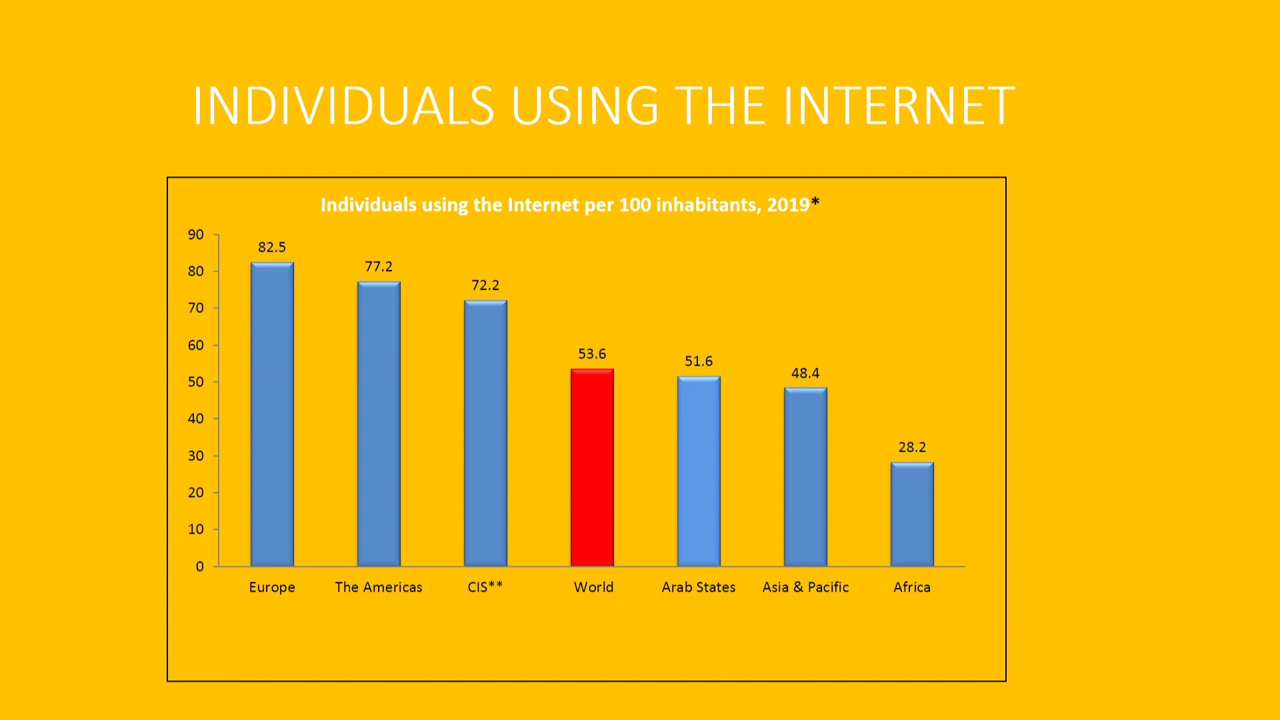 INDIVIDUALS USING THE INTERNET
Individuals using the Internet per 100 inhabitants, 2019*
90
80
70
60
50
40
30
20
10
0
82.5
77.2
72.2
53.6
51.6
48.4
28.2
Europe
The Americas
CIS**
World
Arab States
Asia & Pacific
Africa